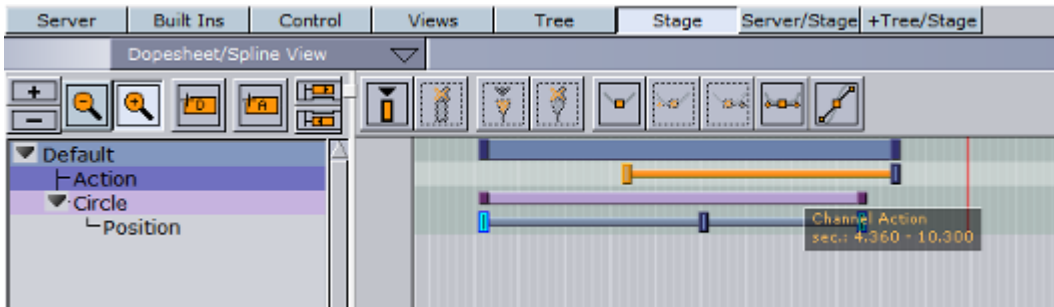 Server Built Ins Control Views Tree Stage Server/Stage +Tree/Stage
Dopesheet/Spline View
+
D A
−
Default
Action
Circle
Position
Channel Action
sec.: 4.360 - 10.300